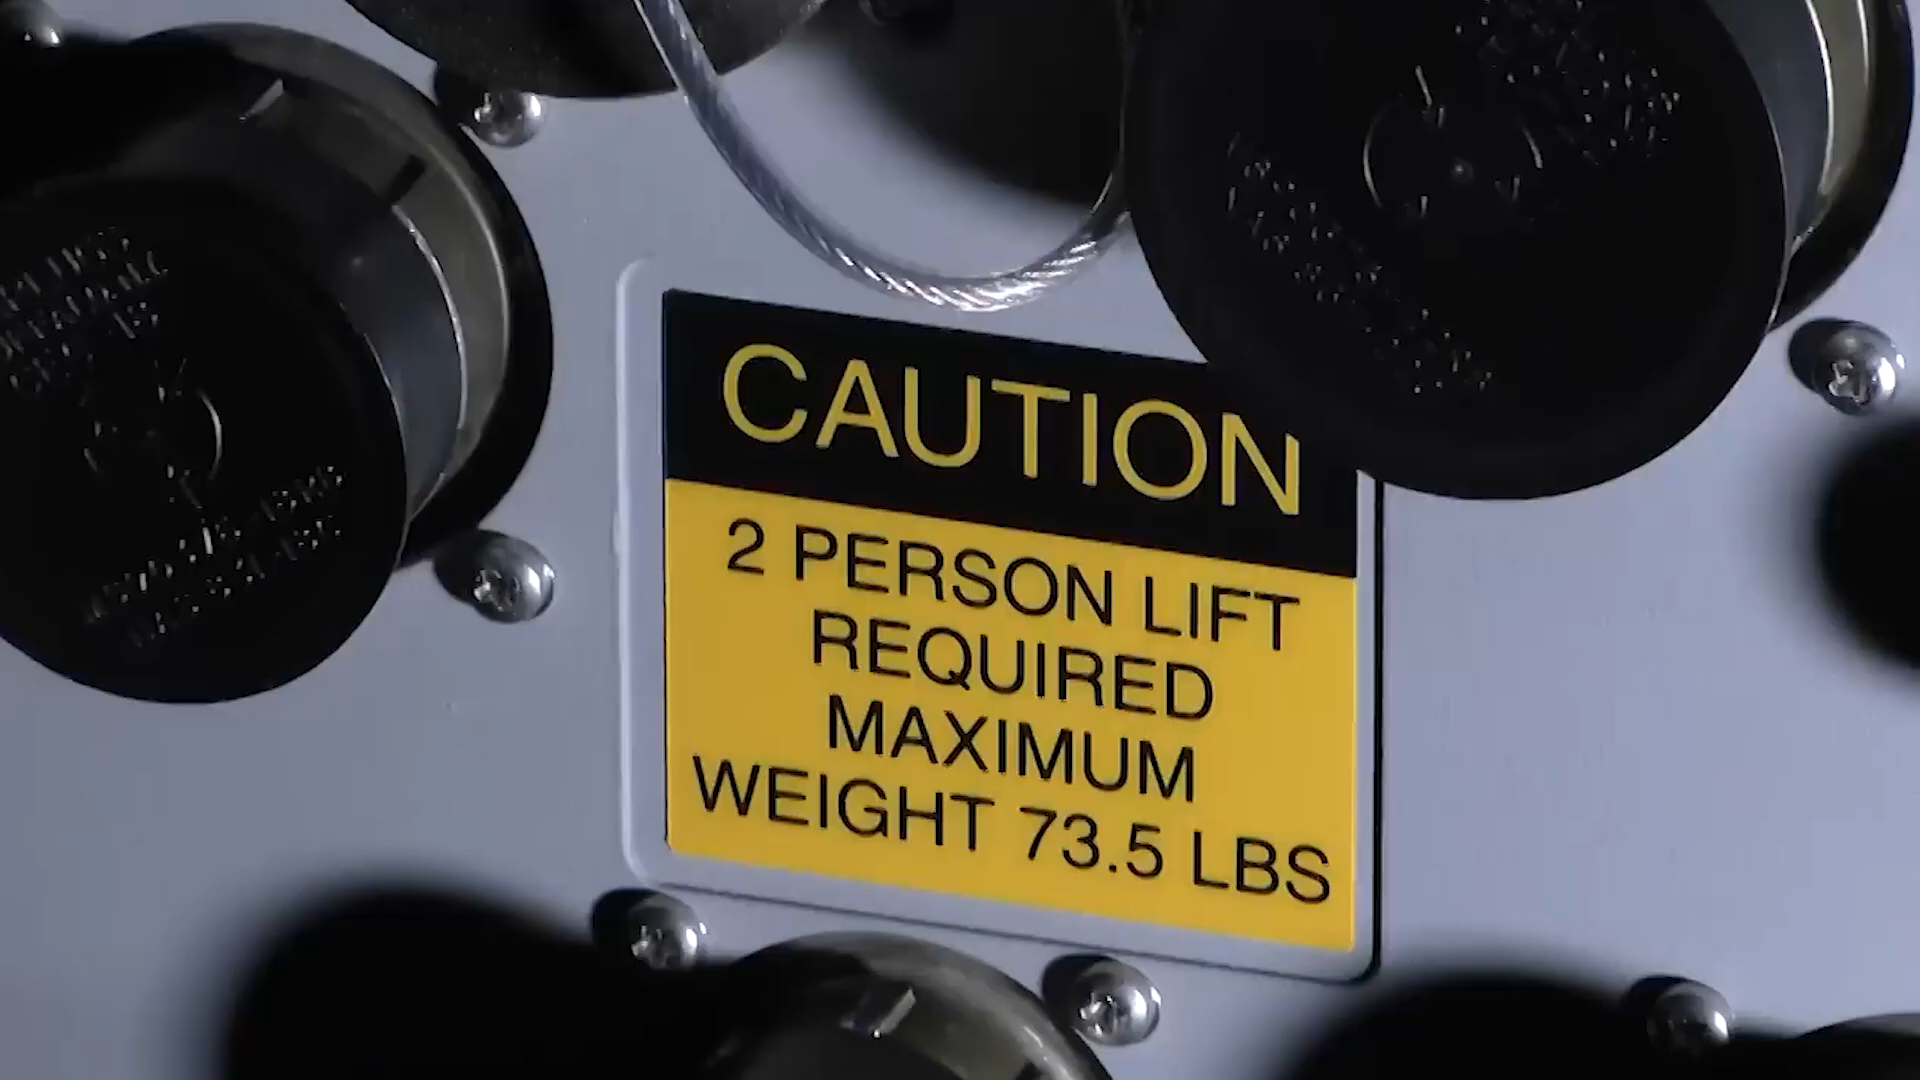 CAUTION
2 PERSON LIFT
REQUIRED
MAXIMUM
WEIGHT 73.5 LBS